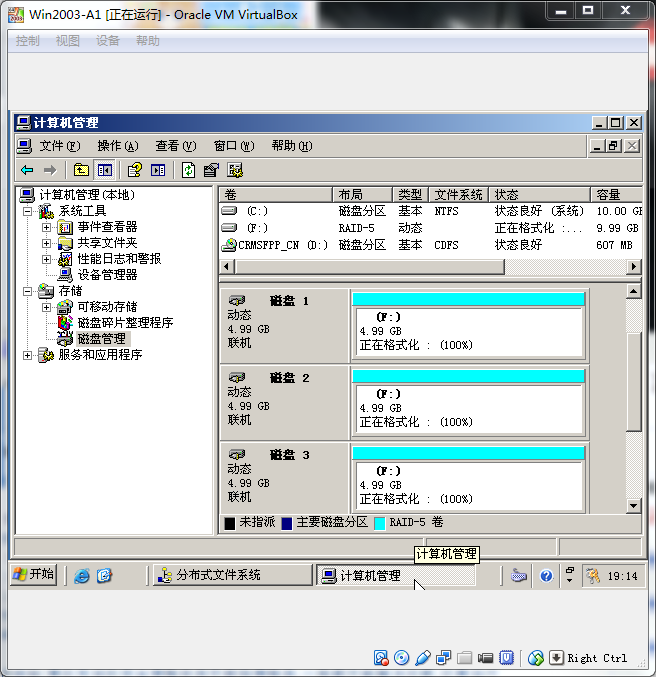 Win2003-A1 [正在运行] - Oracle VM VirtualBox
控制 视图 设备 帮助
计算机管理
文件(F) 操作(A) 查看(V) 窗口(W) 帮助(H)
计算机管理(本地)
系统工具
事件查看器
共享文件夹
性能日志和警报
设备管理器
存储
可移动存储
磁盘碎片整理程序
磁盘管理
服务和应用程序
卷 布局 类型 文件系统 状态 容量
(C:) 磁盘分区 基本 NTFS 状态良好 (系统) 10.00 GB
(F:) RAID-5 动态 正在格式化 :... 9.99 GB
CRMSFPP_CN (D:) 磁盘分区 基本 CDFS 状态良好 607 MB
磁盘 1
动态
4.99 GB
联机
(F:)
4.99 GB
正在格式化 : (100%)
磁盘 2
动态
4.99 GB
联机
(F:)
4.99 GB
正在格式化 : (100%)
磁盘 3
动态
4.99 GB
联机
(F:)
4.99 GB
正在格式化 : (100%)
未指派 主要磁盘分区 RAID-5 卷
计算机管理
开始 分布式文件系统 计算机管理 19:14
Right Ctrl